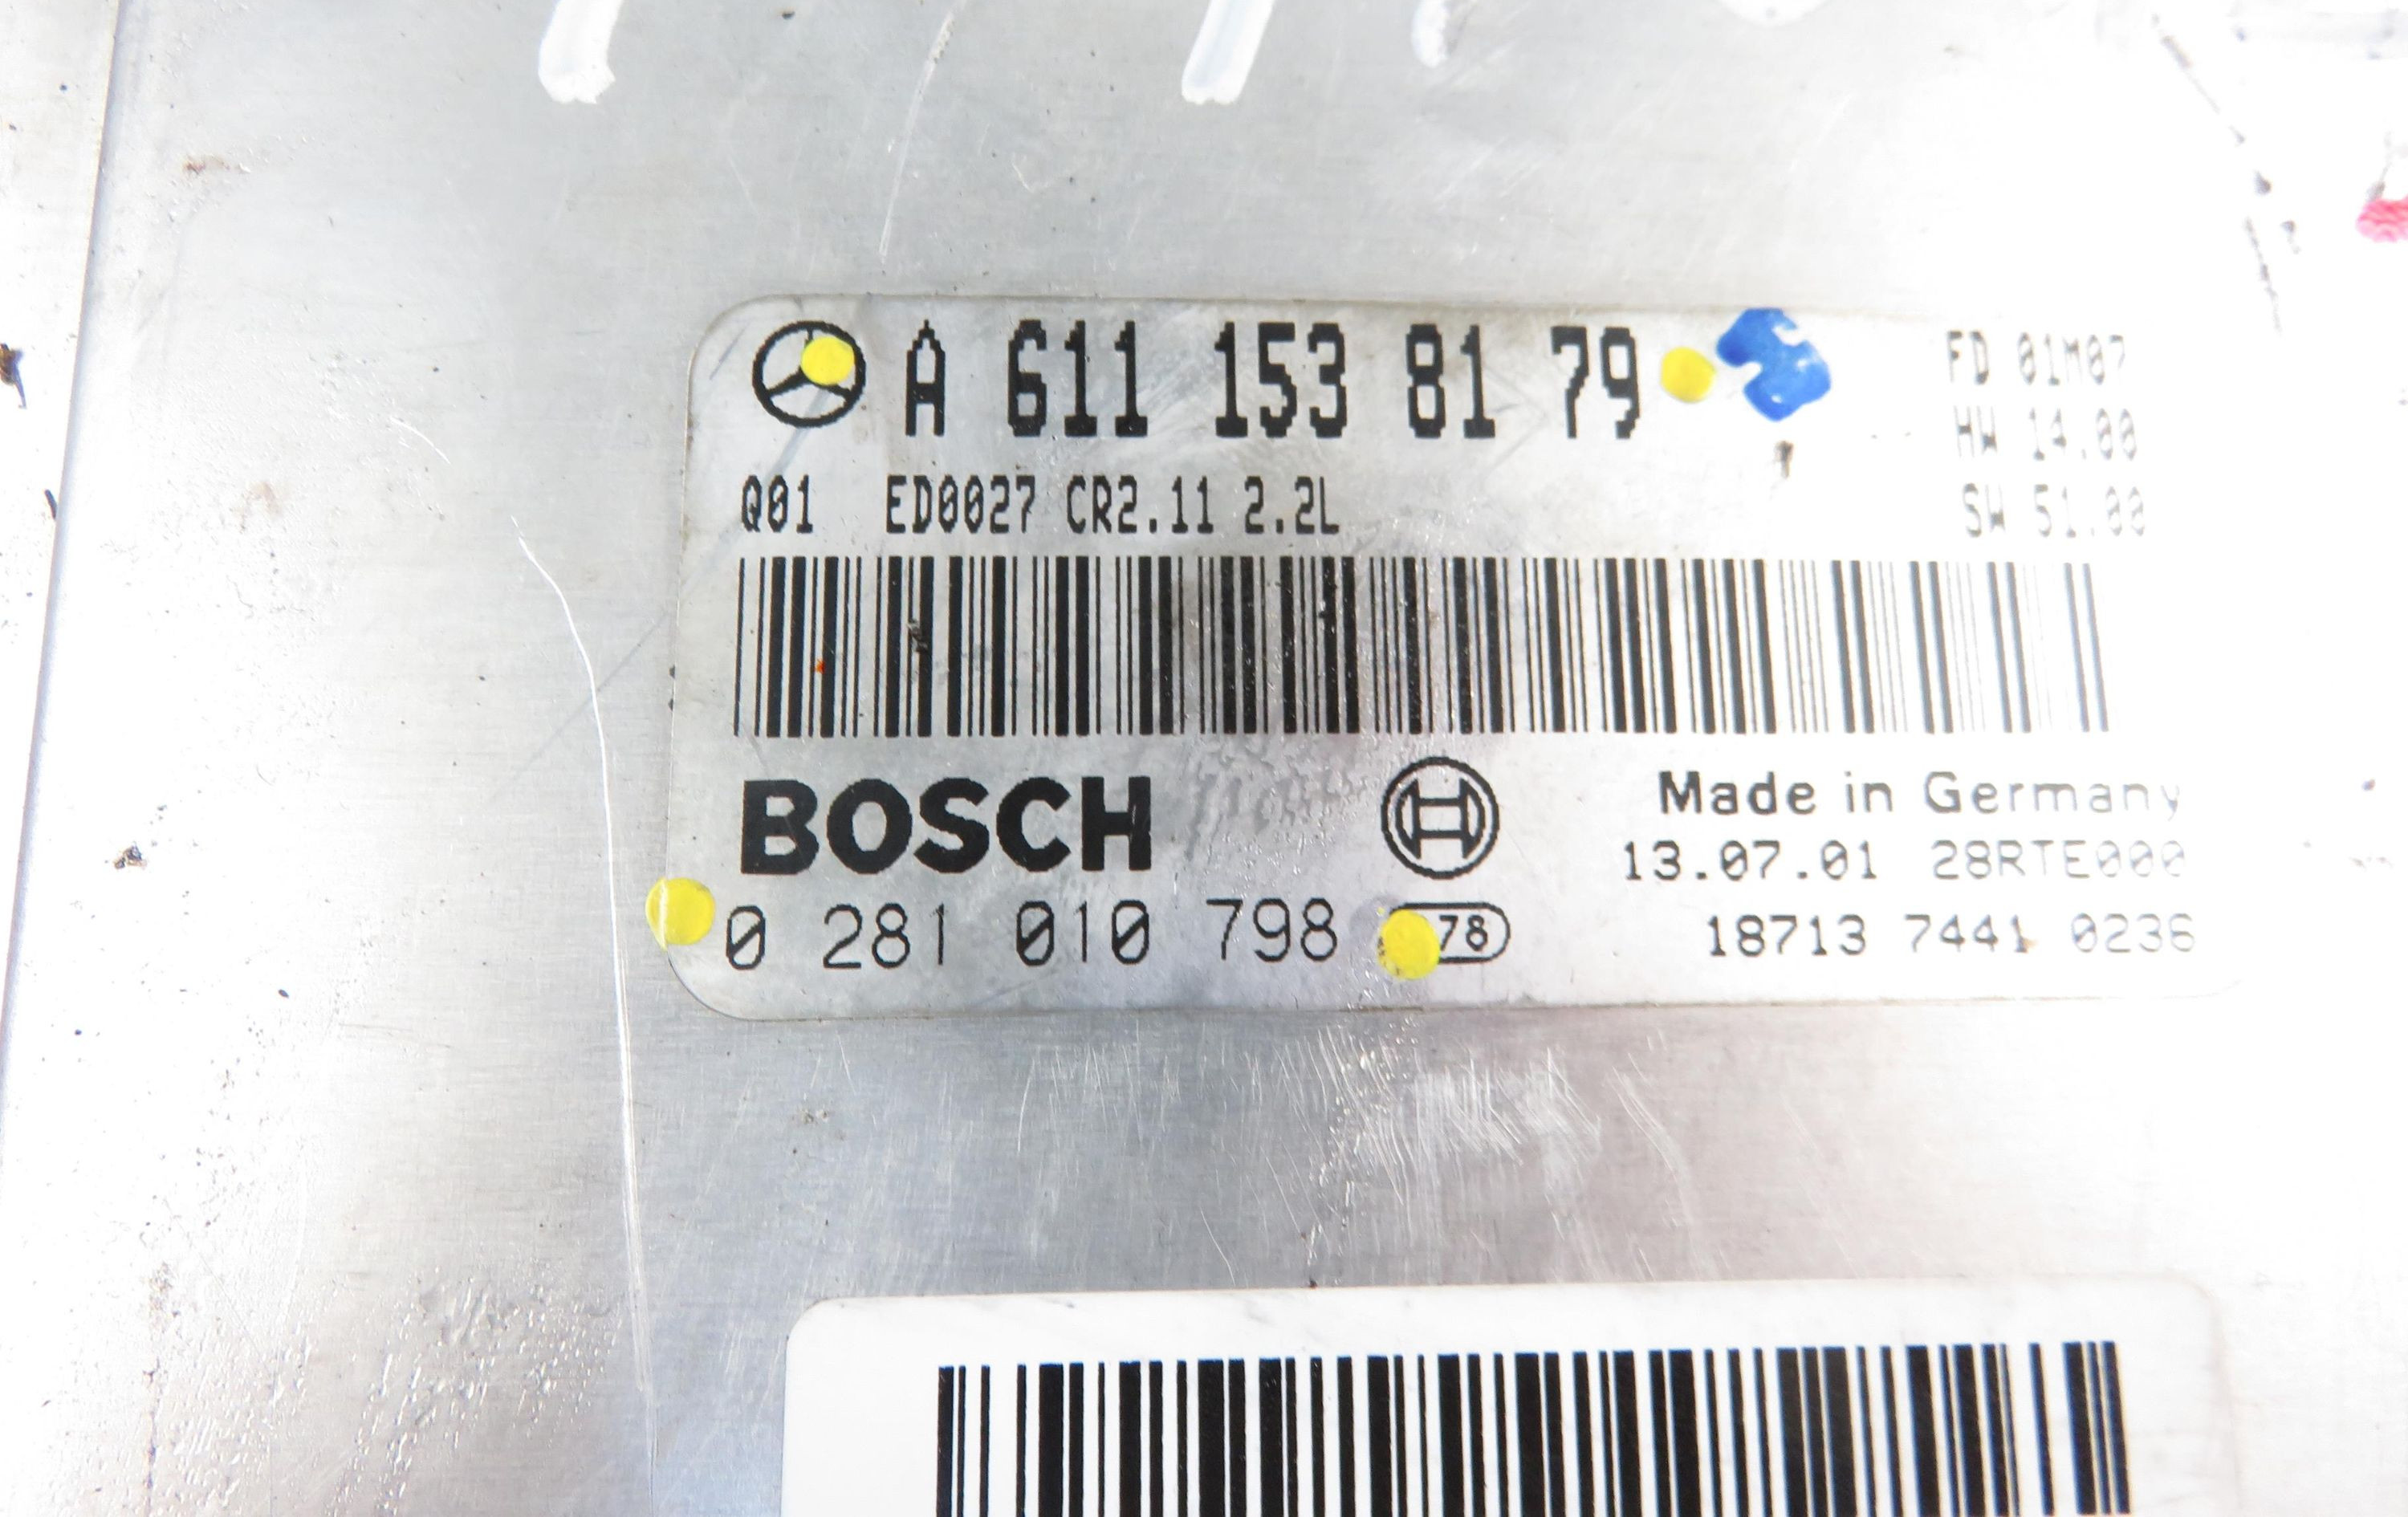 A 611 153 81 79
FD 01M07
HW 14.00
SW 51.00
Q01 ED0027 CR2.11 2.2L
BOSCH
Made in Germany
13.07.01 28RTE000
0 281 010 798 78
18713 7441 0236